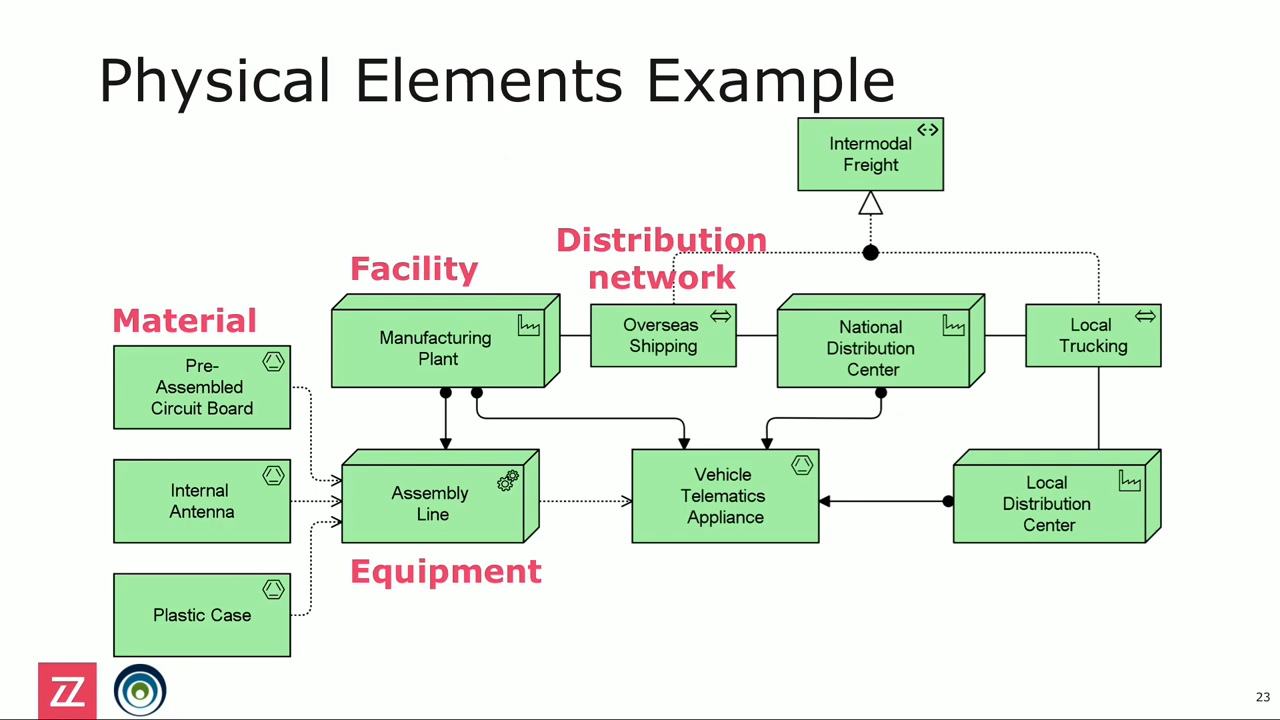 Physical Elements Example
Intermodal
Freight
Distribution
network
Facility
Material
Manufacturing
Plant
Overseas
Shipping
National
Distribution
Center
Local
Trucking
Pre-
Assembled
Circuit Board
Internal
Antenna
Assembly
Line
Vehicle
Telematics
Appliance
Local
Distribution
Center
Equipment
Plastic Case
ZZ
23